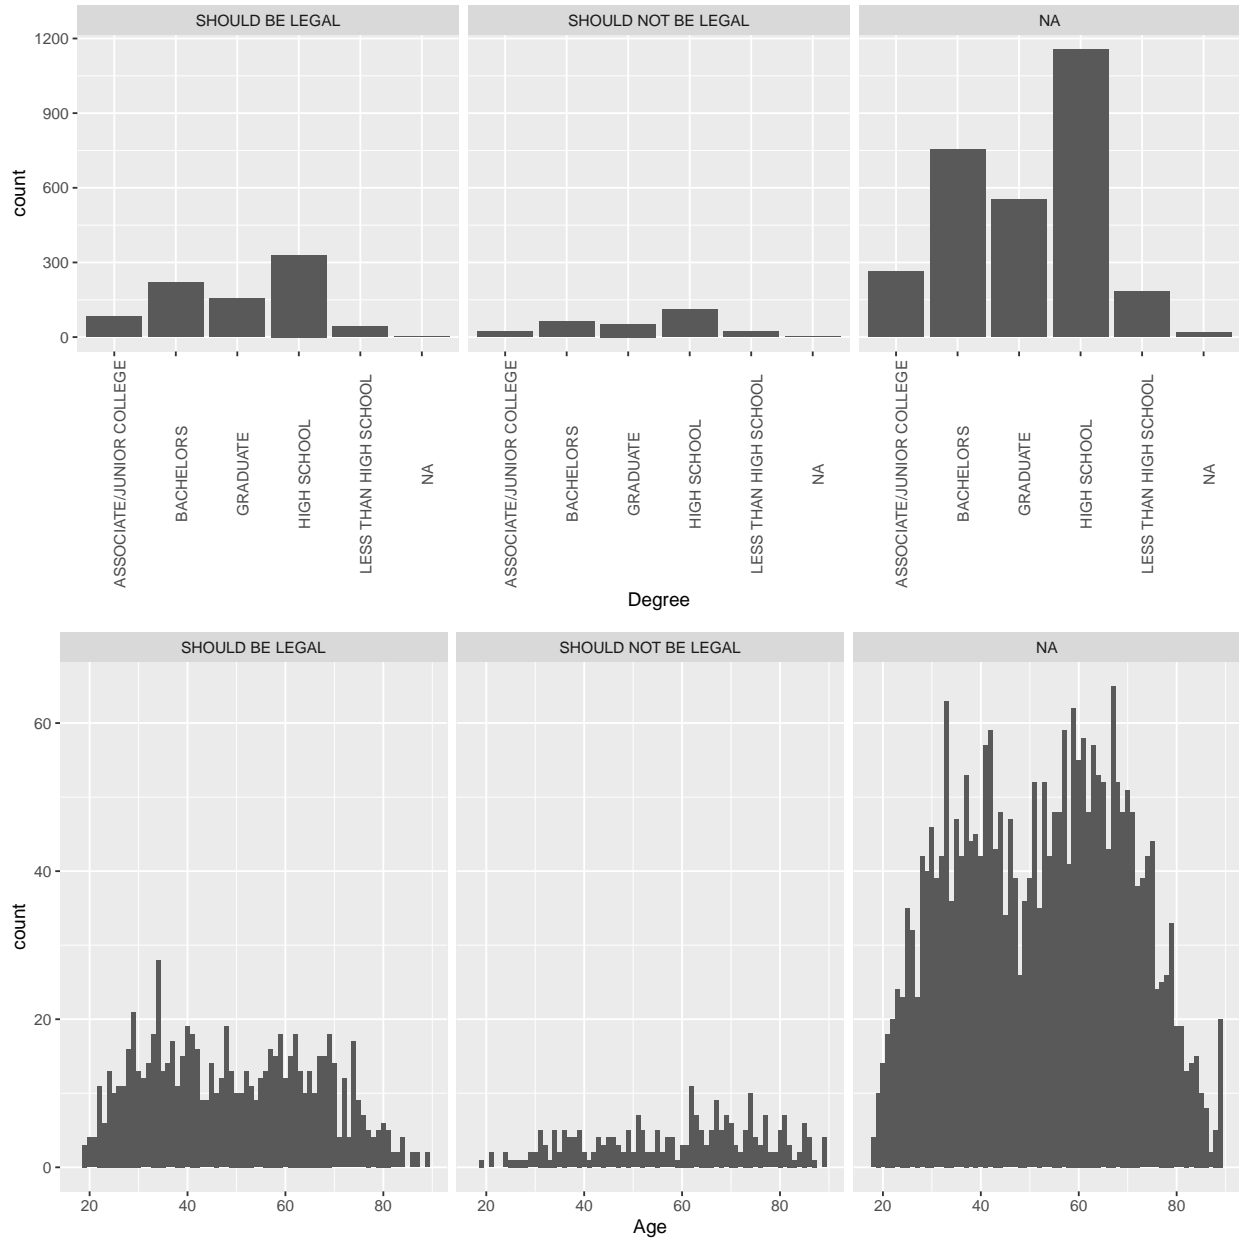 SHOULD BE LEGAL
SHOULD NOT BE LEGAL
NA
1200
900
600
300
0
count
ASSOCIATE/JUNIOR COLLEGE
BACHELORS
GRADUATE
HIGH SCHOOL
LESS THAN HIGH SCHOOL
NA
ASSOCIATE/JUNIOR COLLEGE
BACHELORS
GRADUATE
HIGH SCHOOL
LESS THAN HIGH SCHOOL
NA
ASSOCIATE/JUNIOR COLLEGE
BACHELORS
GRADUATE
HIGH SCHOOL
LESS THAN HIGH SCHOOL
NA
Degree
SHOULD BE LEGAL
SHOULD NOT BE LEGAL
NA
60
40
20
0
count
20 40 60 80
20 40 60 80
20 40 60 80
Age